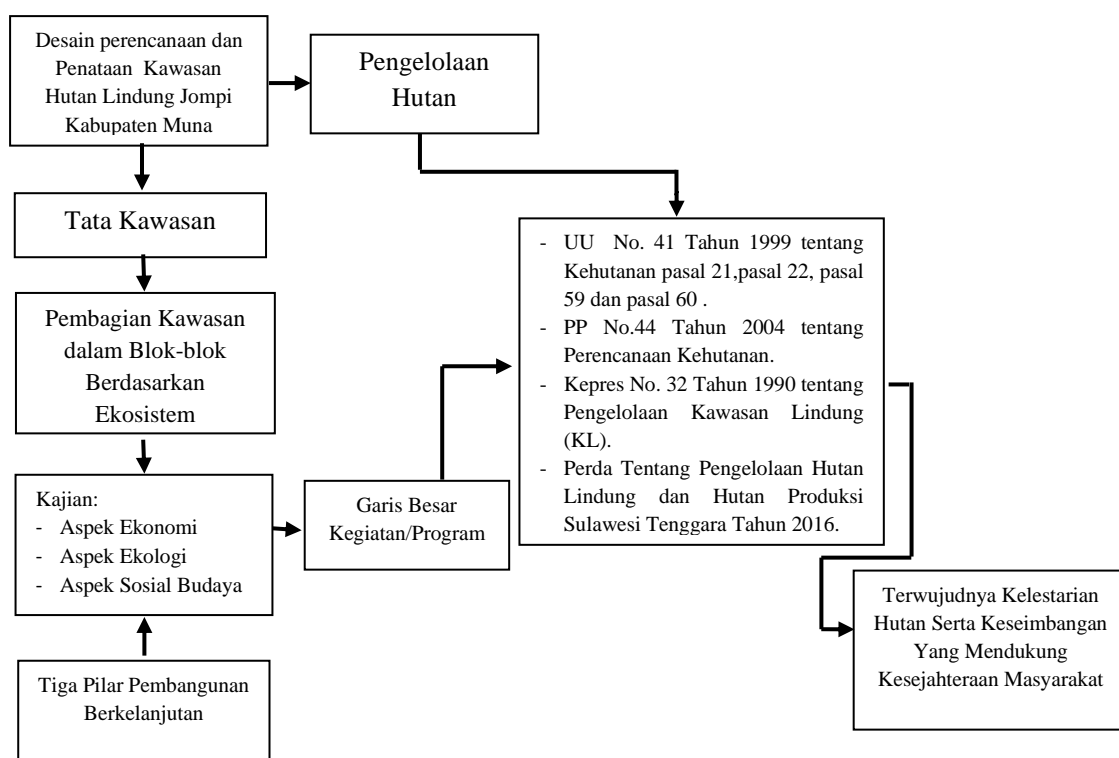 Desain perencanaan dan
Penataan Kawasan
Hutan Lindung Jompi
Kabupaten Muna
Pengelolaan
Hutan
Tata Kawasan
Pembagian Kawasan
dalam Blok-blok
Berdasarkan
Ekosistem
Kajian:
- Aspek Ekonomi
- Aspek Ekologi
- Aspek Sosial Budaya
Tiga Pilar Pembangunan
Berkelanjutan
Garis Besar
Kegiatan/Program
- UU No. 41 Tahun 1999 tentang
Kehutanan pasal 21,pasal 22, pasal
59 dan pasal 60 .
- PP No.44 Tahun 2004 tentang
Perencanaan Kehutanan.
- Kepres No. 32 Tahun 1990 tentang
Pengelolaan Kawasan Lindung
(KL).
- Perda Tentang Pengelolaan Hutan
Lindung dan Hutan Produksi
Sulawesi Tenggara Tahun 2016.
Terwujudnya Kelestarian
Hutan Serta Keseimbangan
Yang Mendukung
Kesejahteraan Masyarakat